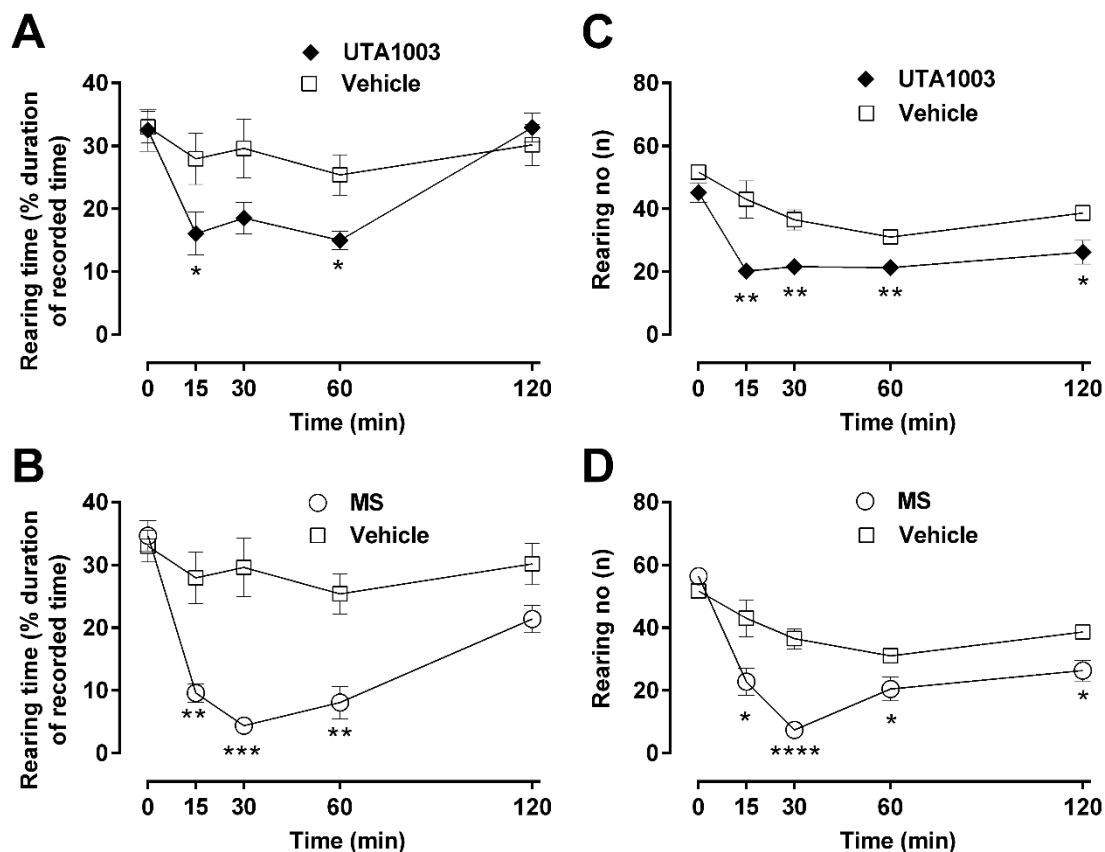 A
UTA1003
Vehicle
Rearing time (% duration
of recorded time)
40
30
20
10
0
*
*
0 15 30 60 120
Time (min)
C
UTA1003
Vehicle
Rearing no (n)
80
60
40
20
0
**
**
**
*
0 15 30 60 120
Time (min)
B
MS
Vehicle
Rearing time (% duration
of recorded time)
40
30
20
10
0
**
***
**
0 15 30 60 120
Time (min)
D
MS
Vehicle
Rearing no (n)
80
60
40
20
0
*
****
*
*
0 15 30 60 120
Time (min)